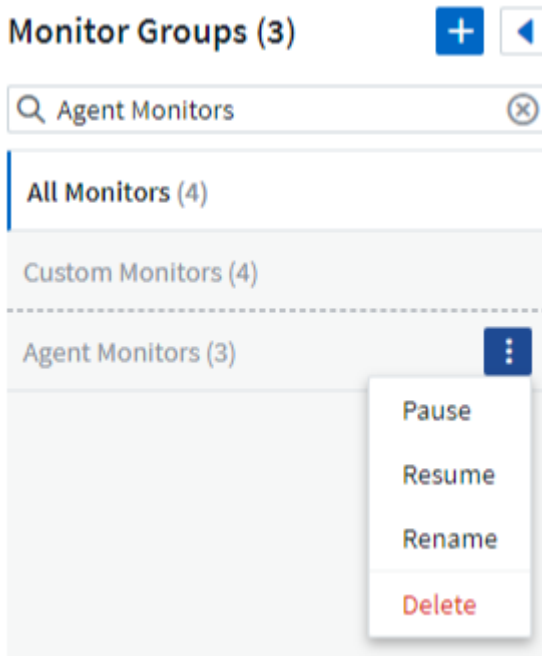 Monitor Groups (3)
Agent Monitors
All Monitors (4)
Custom Monitors (4)
Agent Monitors (3)
Pause
Resume
Rename
Delete